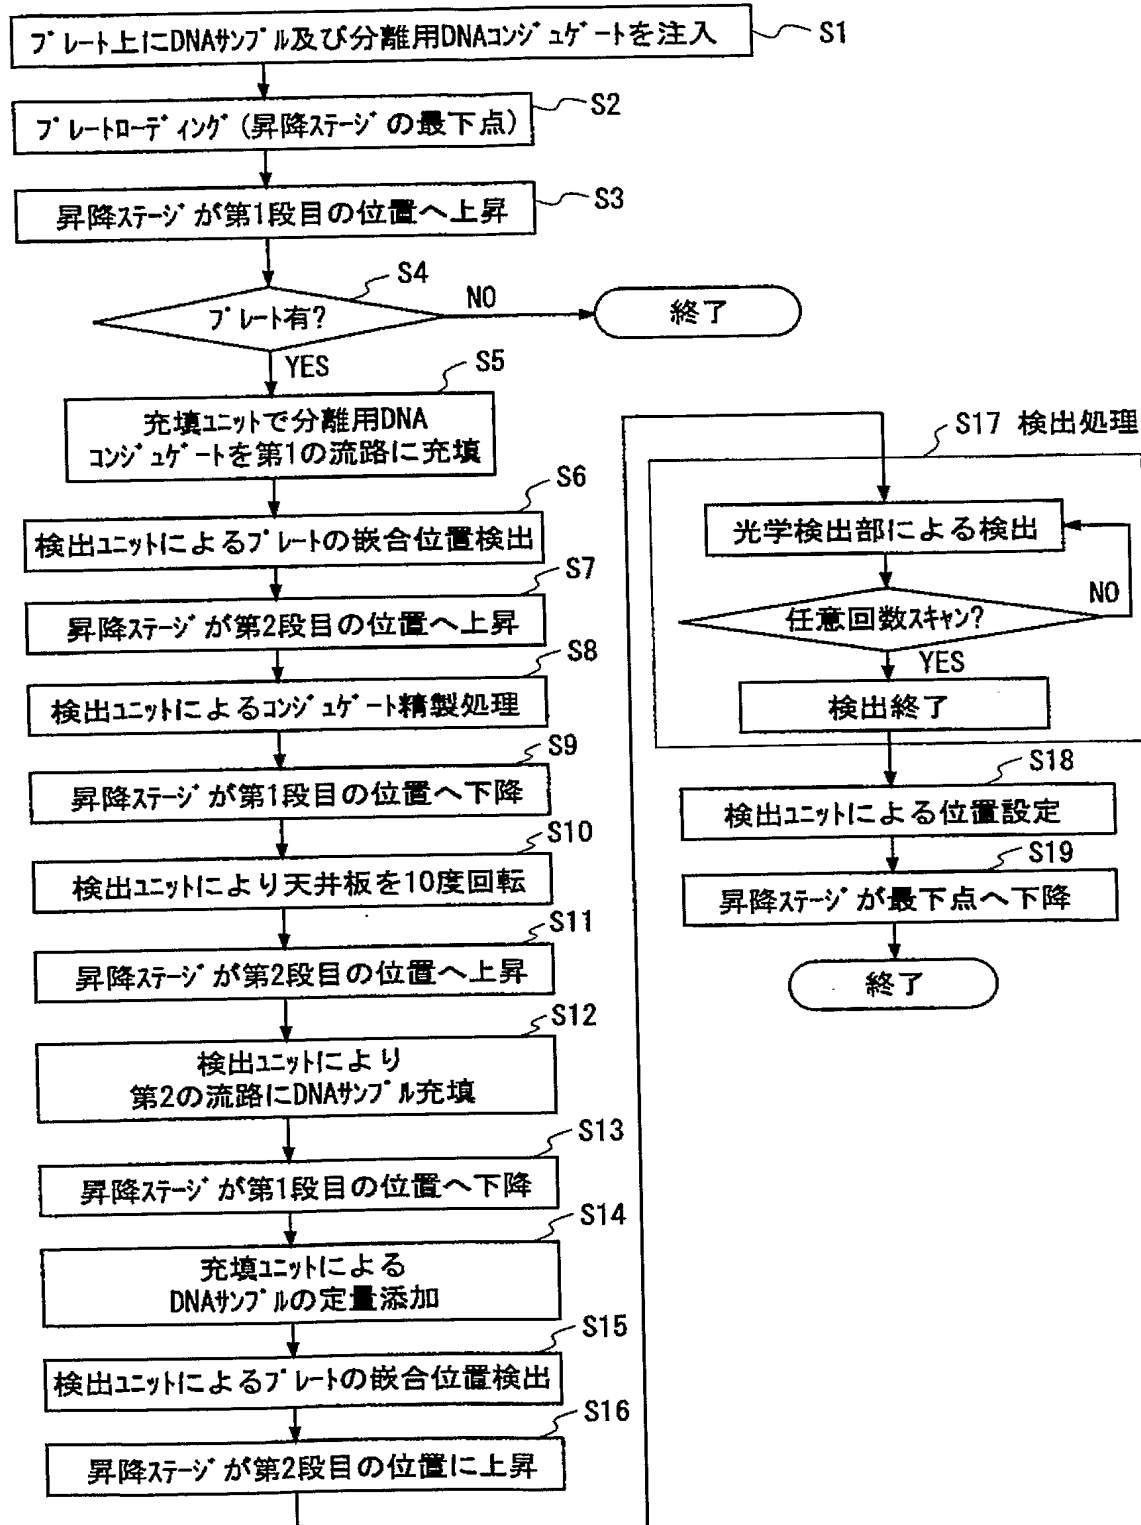 プレート上にDNAサンプル及び分離用DNAコンジュゲートを注入
S1
プレートローディング(昇降ステージの最下点)
S2
昇降ステージが第1段目の位置へ上昇
S3
プレート有?
S4
NO
終了
YES
充填ユニットで分離用DNA
コンジュゲートを第1の流路に充填
S5
検出ユニットによるプレートの嵌合位置検出
S6
昇降ステージが第2段目の位置へ上昇
S7
検出ユニットによるコンジュゲート精製処理
S8
昇降ステージが第1段目の位置へ下降
S9
検出ユニットにより天井板を10度回転
S10
昇降ステージが第2段目の位置へ上昇
S11
検出ユニットにより
第2の流路にDNAサンプル充填
S12
昇降ステージが第1段目の位置へ下降
S13
充填ユニットによる
DNAサンプルの定量添加
S14
検出ユニットによるプレートの嵌合位置検出
S15
昇降ステージが第2段目の位置に上昇
S16
S17 検出処理
光学検出部による検出
任意回数スキャン?
NO
YES
検出終了
検出ユニットによる位置設定
S18
昇降ステージが最下点へ下降
S19
終了